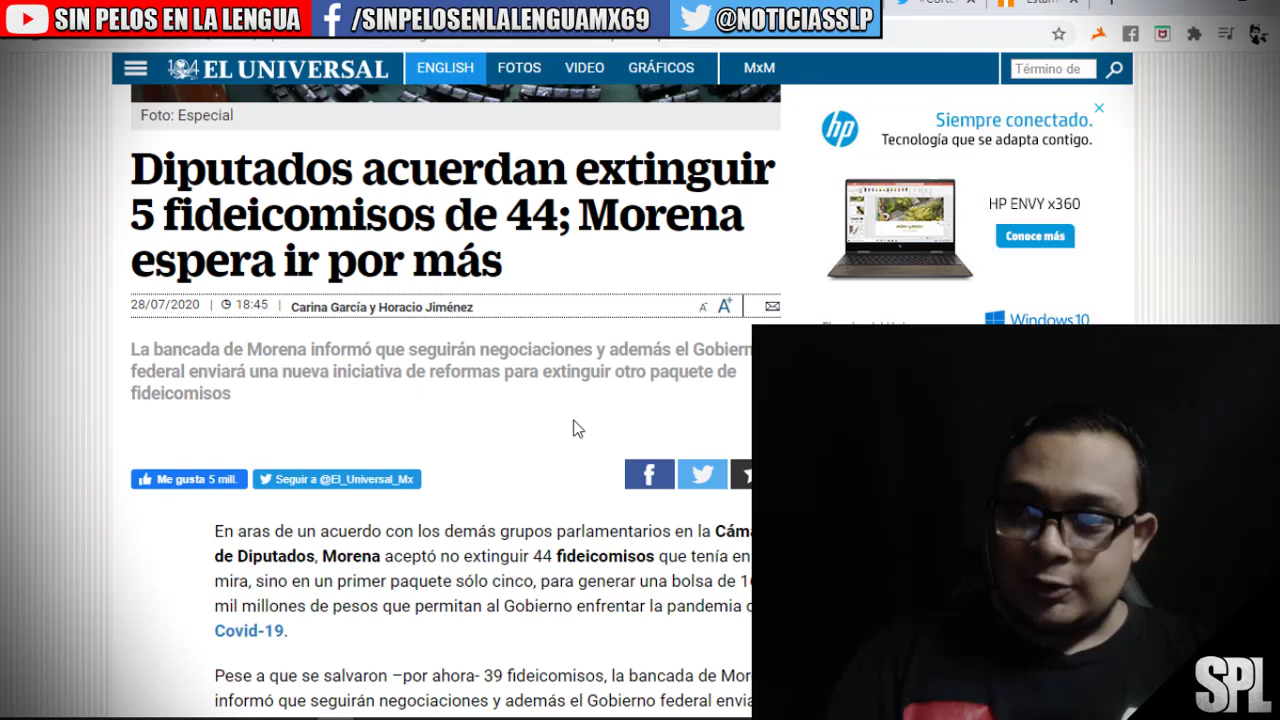 SIN PELOS EN LA LENGUA
/SINPELOSENLALENGUAMX69
@NOTICIASSLP
EL UNIVERSAL
ENGLISH
FOTOS
VIDEO
GRÁFICOS
MxM
Término de
Foto: Especial
Diputados acuerdan extinguir
5 fideicomisos de 44; Morena
espera ir por más
28/07/2020 | 18:45 | Carina García y Horacio Jiménez
A- A+
La bancada de Morena informó que seguirán negociaciones y además el Gobiern
federal enviará una nueva iniciativa de reformas para extinguir otro paquete de
fideicomisos
Me gusta 5 mill.
Seguir a @El_Universal_Mx
En aras de un acuerdo con los demás grupos parlamentarios en la Cáma
de Diputados, Morena aceptó no extinguir 44 fideicomisos que tenía en
mira, sino en un primer paquete sólo cinco, para generar una bolsa de
mil millones de pesos que permitan al Gobierno enfrentar la pandemia
Covid-19.
Pese a que se salvaron –por ahora- 39 fideicomisos, la bancada de Mor
informó que seguirán negociaciones y además el Gobierno federal envia
hp
Siempre conectado.
Tecnología que se adapta contigo.
HP ENVY x360
Conoce más
Windows10
SPL